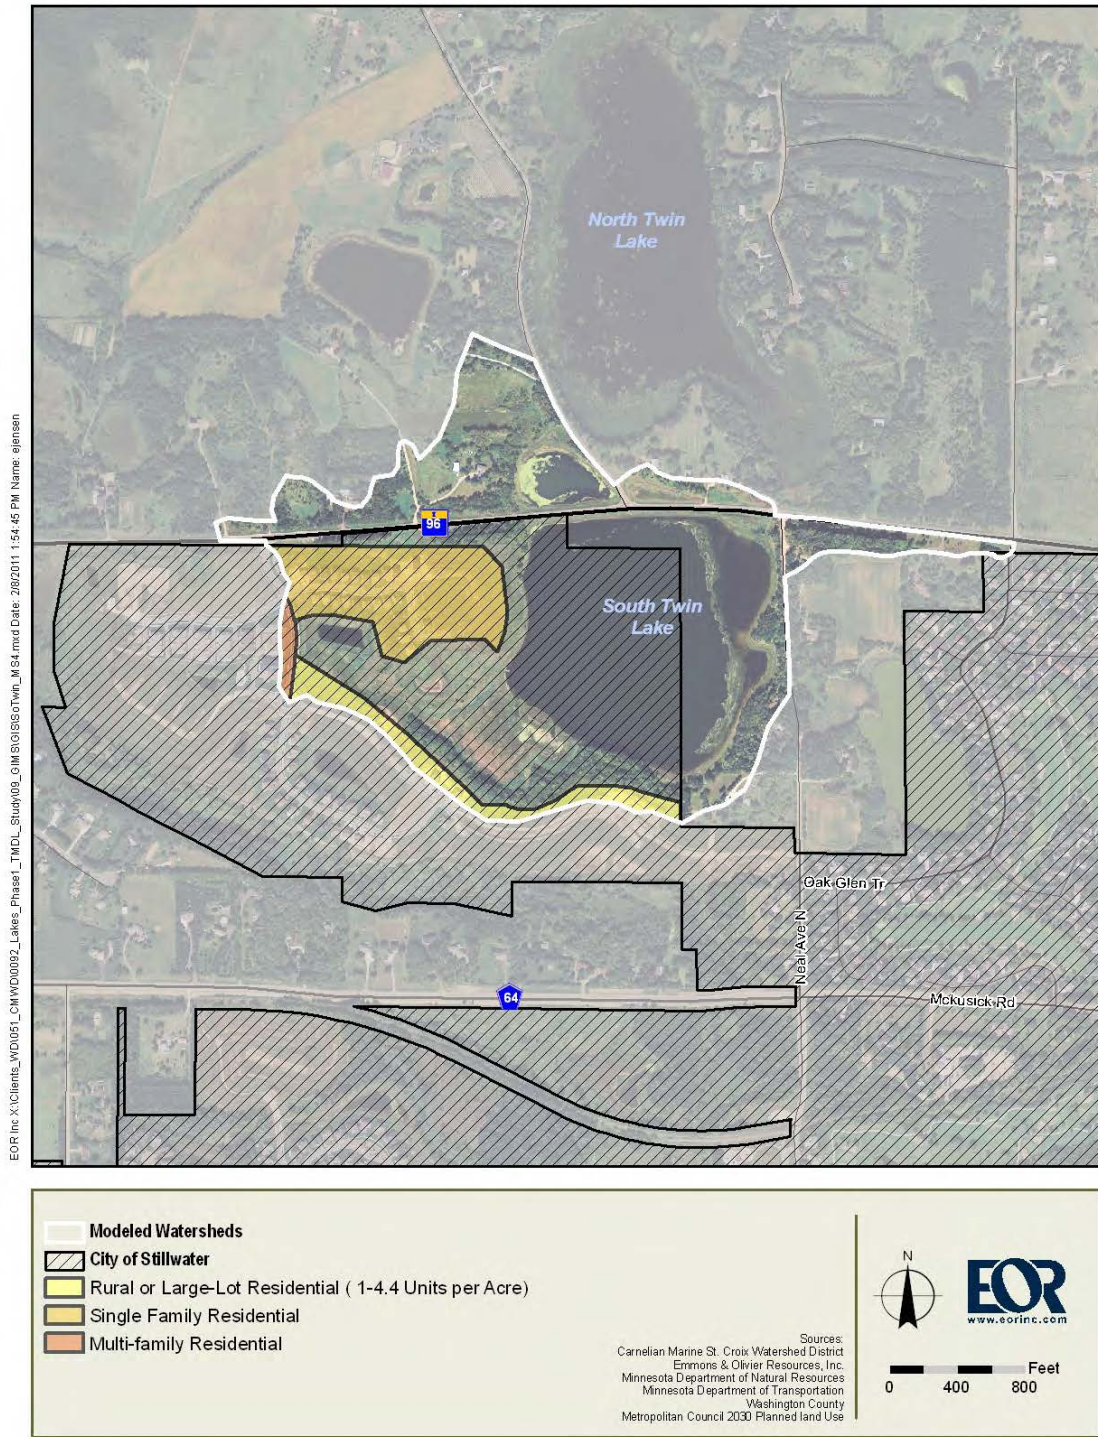 North Twin
Lake
96
South Twin
Lake
Oak Glen Tr
Neal Ave N
64
Mckusick Rd
EOR Inc X:\Clients_WD\051_CMWD\0092_Lakes_Phase1_TMDL_Study\09_GIMS\GIS\SoTwin_MS4.mxd Date: 2/8/2011 1:54:45 PM Name: ejensen
Modeled Watersheds
City of Stillwater
Rural or Large-Lot Residential ( 1-4.4 Units per Acre)
Single Family Residential
Multi-family Residential
Sources:
Carnelian Marine St. Croix Watershed District
Emmons & Olivier Resources, Inc.
Minnesota Department of Natural Resources
Minnesota Department of Transportation
Washington County
Metropolitan Council 2030 Planned land Use
N
EOR
www.eorinc.com
Feet
0 400 800